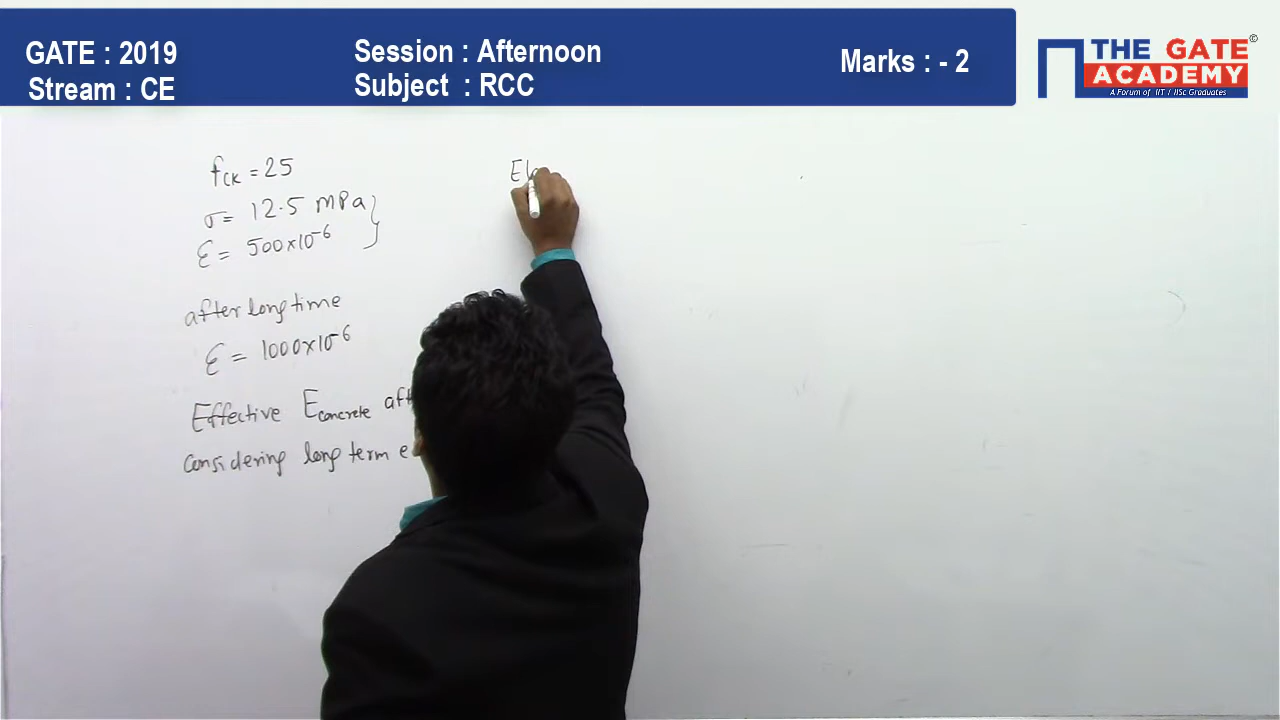 GATE : 2019
Stream : CE
Session : Afternoon
Subject : RCC
Marks : - 2
THE GATE ACADEMY ©
A Forum of IIT / IISc Graduates
fCK = 25
σ = 12.5 MPa
ε = 500×10⁻⁶
after long time
ε = 1000×10⁻⁶
Effective Econcrete
considering long term